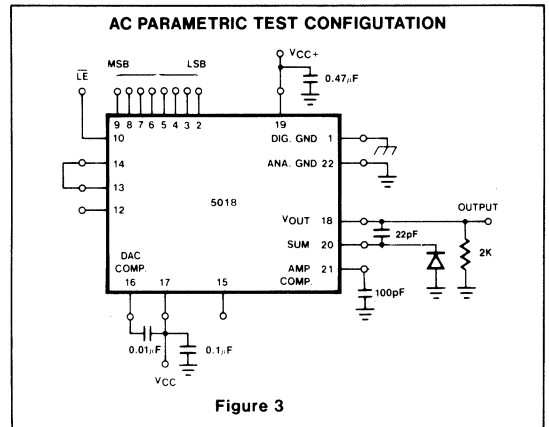 AC PARAMETRIC TEST CONFIGUTATION
VCC+
MSB LSB
0.47μF
LE
9 8 7 6 5 4 3 2 19
10 DIG. GND 1
14 ANA. GND 22
13
5018
12
OUTPUT
VOUT 18
22pF
SUM 20
2K
DAC COMP. AMP COMP. 21
16 17 15
100pF
0.01μF 0.1μF
VCC
Figure 3